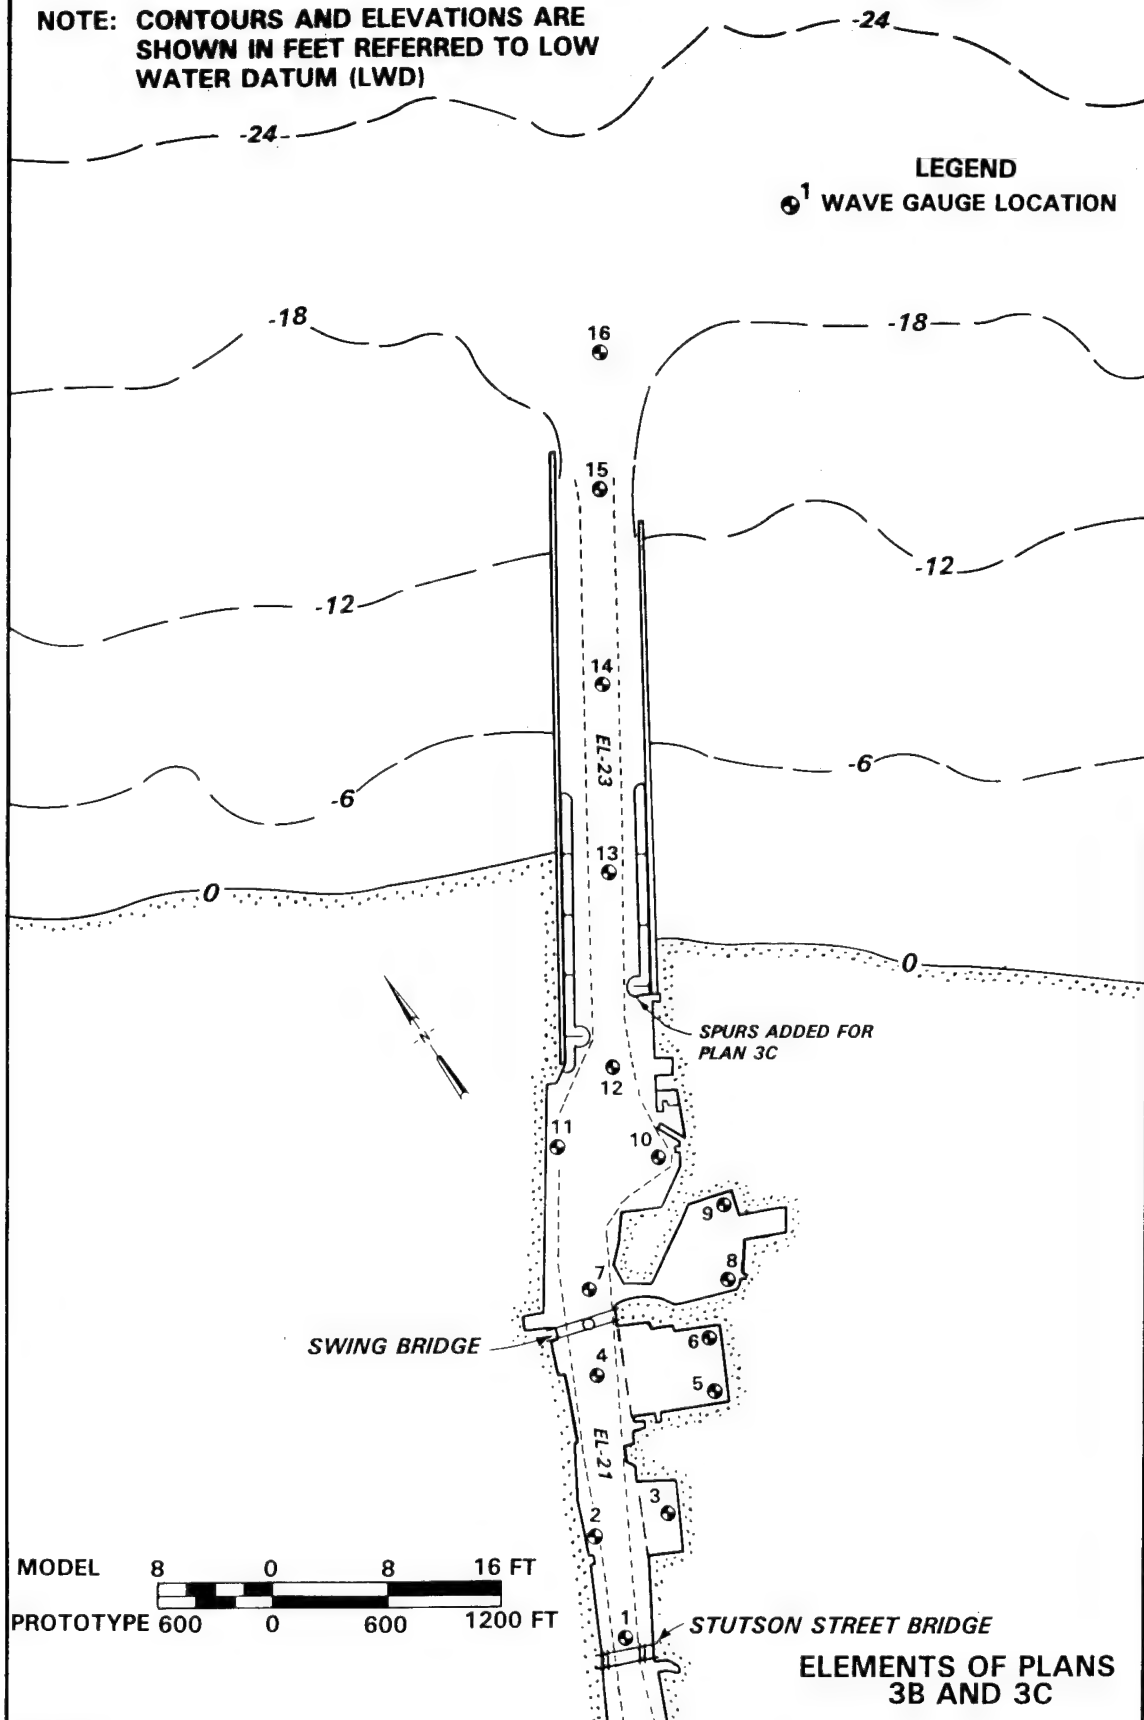 NOTE: CONTOURS AND ELEVATIONS ARE
SHOWN IN FEET REFERRED TO LOW
WATER DATUM (LWD)
-24
-24
LEGEND
1 WAVE GAUGE LOCATION
-18
-18
16
15
-12
-12
14
EL-23
-6
-6
13
0
0
N
SPURS ADDED FOR
PLAN 3C
12
11
10
9
8
7
SWING BRIDGE
6
4
5
EL-21
3
2
MODEL 8 0 8 16 FT
PROTOTYPE 600 0 600 1200 FT
1
STUTSON STREET BRIDGE
ELEMENTS OF PLANS
3B AND 3C